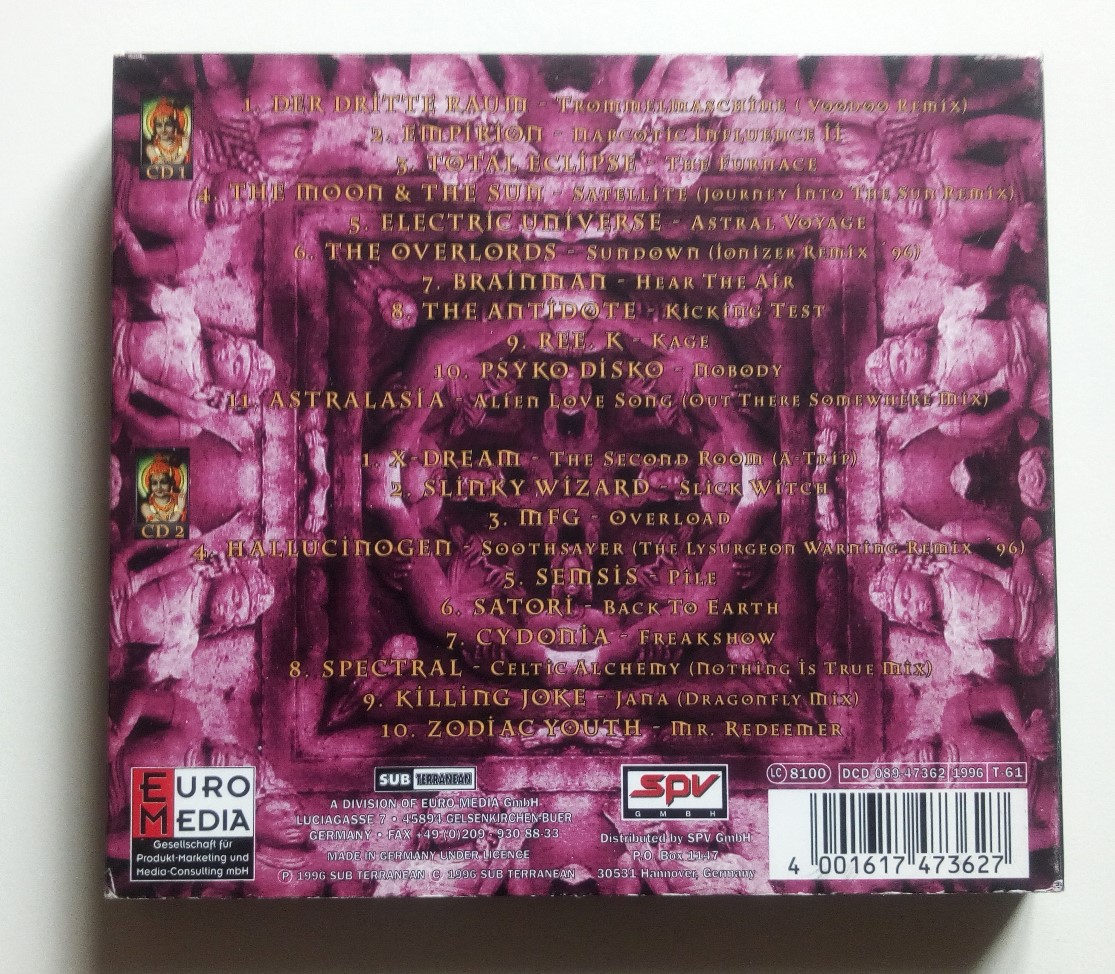 CD 1
1. DER DRITTE RAUM - TROMMELMASCHINE (VOODOO REMIX)
2. EMPIRION - NARCOTIC INFLUENCE II
3. TOTAL ECLIPSE - THE FURNACE
4. THE MOON & THE SUN - SATELLITE (JOURNEY INTO THE SUN REMIX)
5. ELECTRIC UNIVERSE - ASTRAL VOYAGE
6. THE OVERLORDS - SUNDOWN (IONIZER REMIX ´96)
7. BRAINMAN - HEAR THE AIR
8. THE ANTIDOTE - KICKING TEST
9. REE. K - KAGE
10. PSYKO DISKO - NOBODY
11. ASTRALASIA - ALIEN LOVE SONG (OUT THERE SOMEWHERE MIX)
CD 2
1. X-DREAM - THE SECOND ROOM (A-TRIP)
2. SLINKY WIZARD - SLICK WITCH
3. MFG - OVERLOAD
4. HALLUCINOGEN - SOOTHSAYER (THE LYSURGEON WARNING REMIX ´96)
5. SEMSIS - PILE
6. SATORI - BACK TO EARTH
7. CYDONIA - FREAKSHOW
8. SPECTRAL - CELTIC ALCHEMY (NOTHING IS TRUE MIX)
9. KILLING JOKE - JANA (DRAGONFLY MIX)
10. ZODIAC YOUTH - MR. REDEEMER
EURO
MEDIA
Gesellschaft für
Produkt-Marketing und
Media-Consulting mbH
SUB TERRANEAN
A DIVISION OF EURO MEDIA GmbH
LUCIAGASSE 7 • 45894 GELSENKIRCHEN-BUER
GERMANY • FAX +49 (0)209 - 930 88-33
MADE IN GERMANY UNDER LICENCE
℗ 1996 SUB TERRANEAN © 1996 SUB TERRANEAN
SPV
GMBH
Distributed by SPV GmbH
P.O. Box 1147
30531 Hannover, Germany
LC 8100 DCD 089-47362 1996 T-61
4 001617 473627